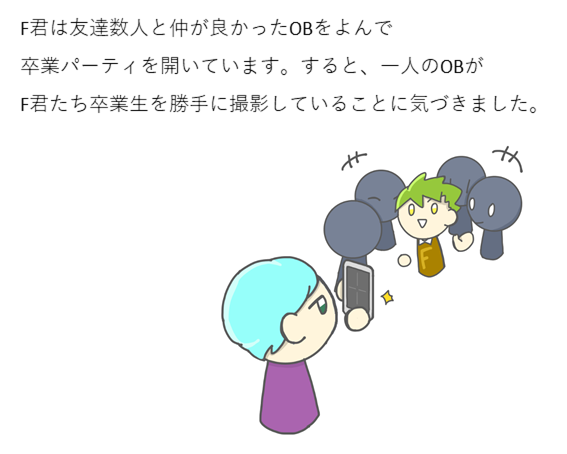 F君は友達数人と仲が良かったOBをよんで
卒業パーティを開いています。すると、一人のOBが
F君たち卒業生を勝手に撮影していることに気づきました。
F